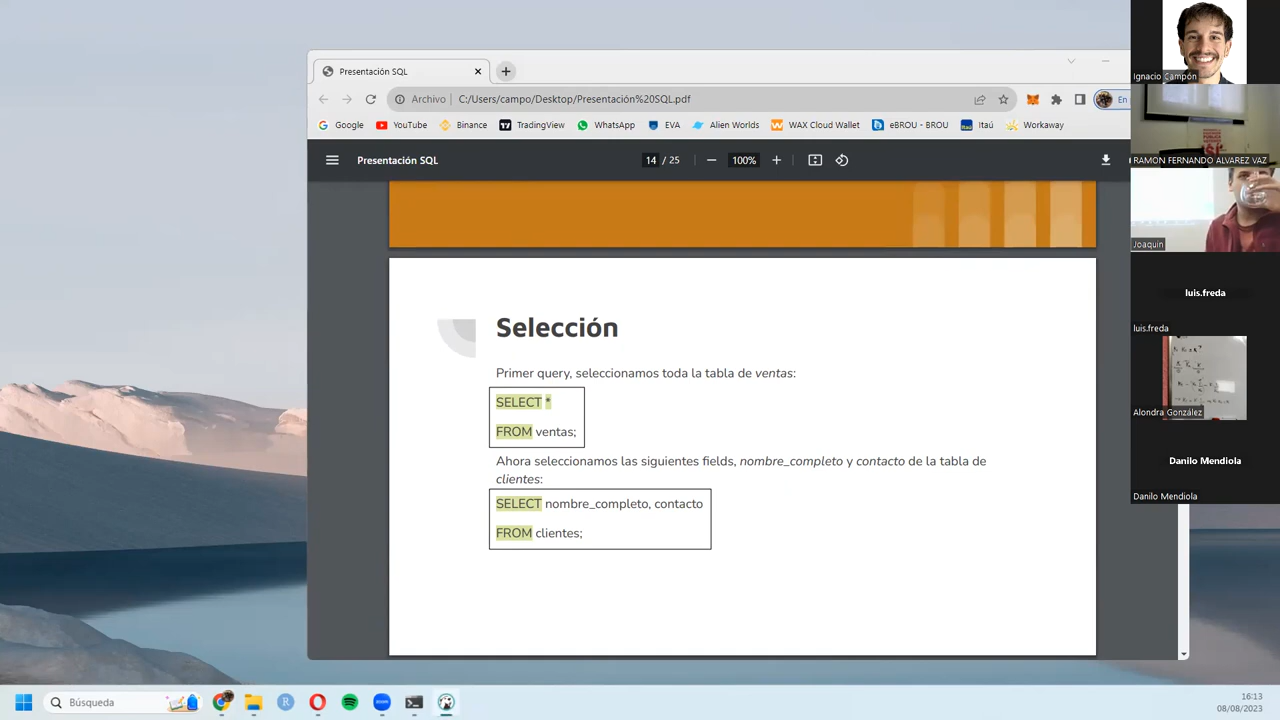 Presentación SQL
Archivo C:/Users/campo/Desktop/Presentación%20SQL.pdf
En
Google YouTube Binance TradingView WhatsApp EVA Alien Worlds WAX Cloud Wallet eBROU - BROU Itaú Workaway
Presentación SQL 14 / 25 100%
Selección
Primer query, seleccionamos toda la tabla de ventas:
SELECT *
FROM ventas;
Ahora seleccionamos las siguientes fields, nombre_completo y contacto de la tabla de
clientes:
SELECT nombre_completo, contacto
FROM clientes;
Ignacio Campón
RAMON FERNANDO ALVAREZ VAZ
Joaquin
luis.freda
luis.freda
Alondra González
Danilo Mendiola
Danilo Mendiola
Búsqueda
16:13
08/08/2023